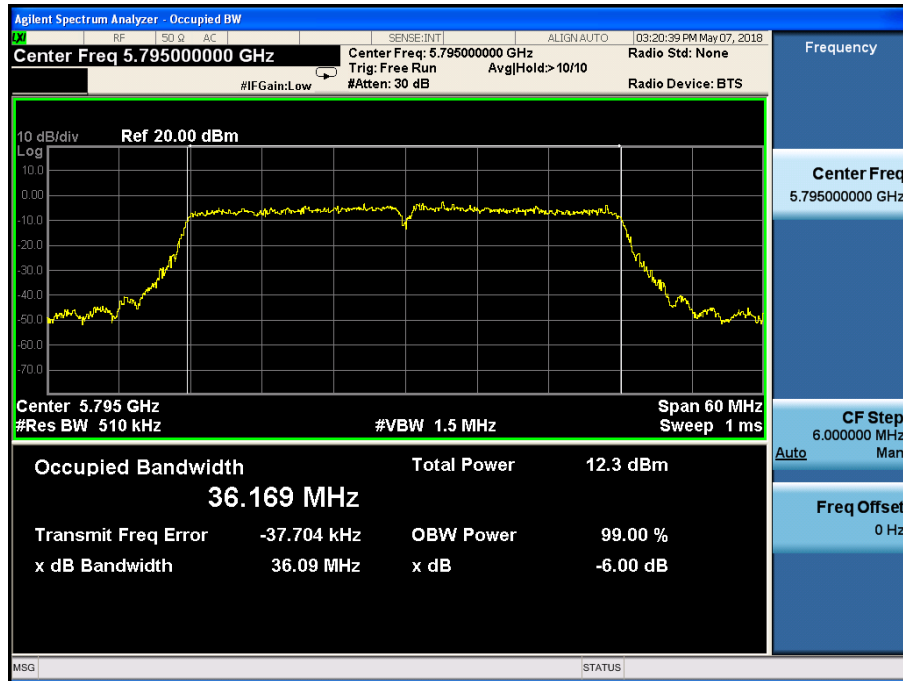 Agilent Spectrum Analyzer - Occupied BW
LXI RF 50 Ω AC SENSE:INT ALIGN AUTO 03:20:39 PM May 07, 2018
Center Freq 5.795000000 GHz
Center Freq: 5.795000000 GHz
Radio Std: None
Trig: Free Run Avg|Hold:>10/10
#IFGain:Low
#Atten: 30 dB
Radio Device: BTS
10 dB/div Ref 20.00 dBm
Log
10.0
0.00
-10.0
-20.0
-30.0
-40.0
-50.0
-60.0
-70.0
Center 5.795 GHz Span 60 MHz
#Res BW 510 kHz #VBW 1.5 MHz Sweep 1 ms
Occupied Bandwidth Total Power 12.3 dBm
36.169 MHz
Transmit Freq Error -37.704 kHz OBW Power 99.00 %
x dB Bandwidth 36.09 MHz x dB -6.00 dB
MSG STATUS
Frequency
Center Freq
5.795000000 GHz
CF Step
6.000000 MHz
Auto Man
Freq Offset
0 Hz